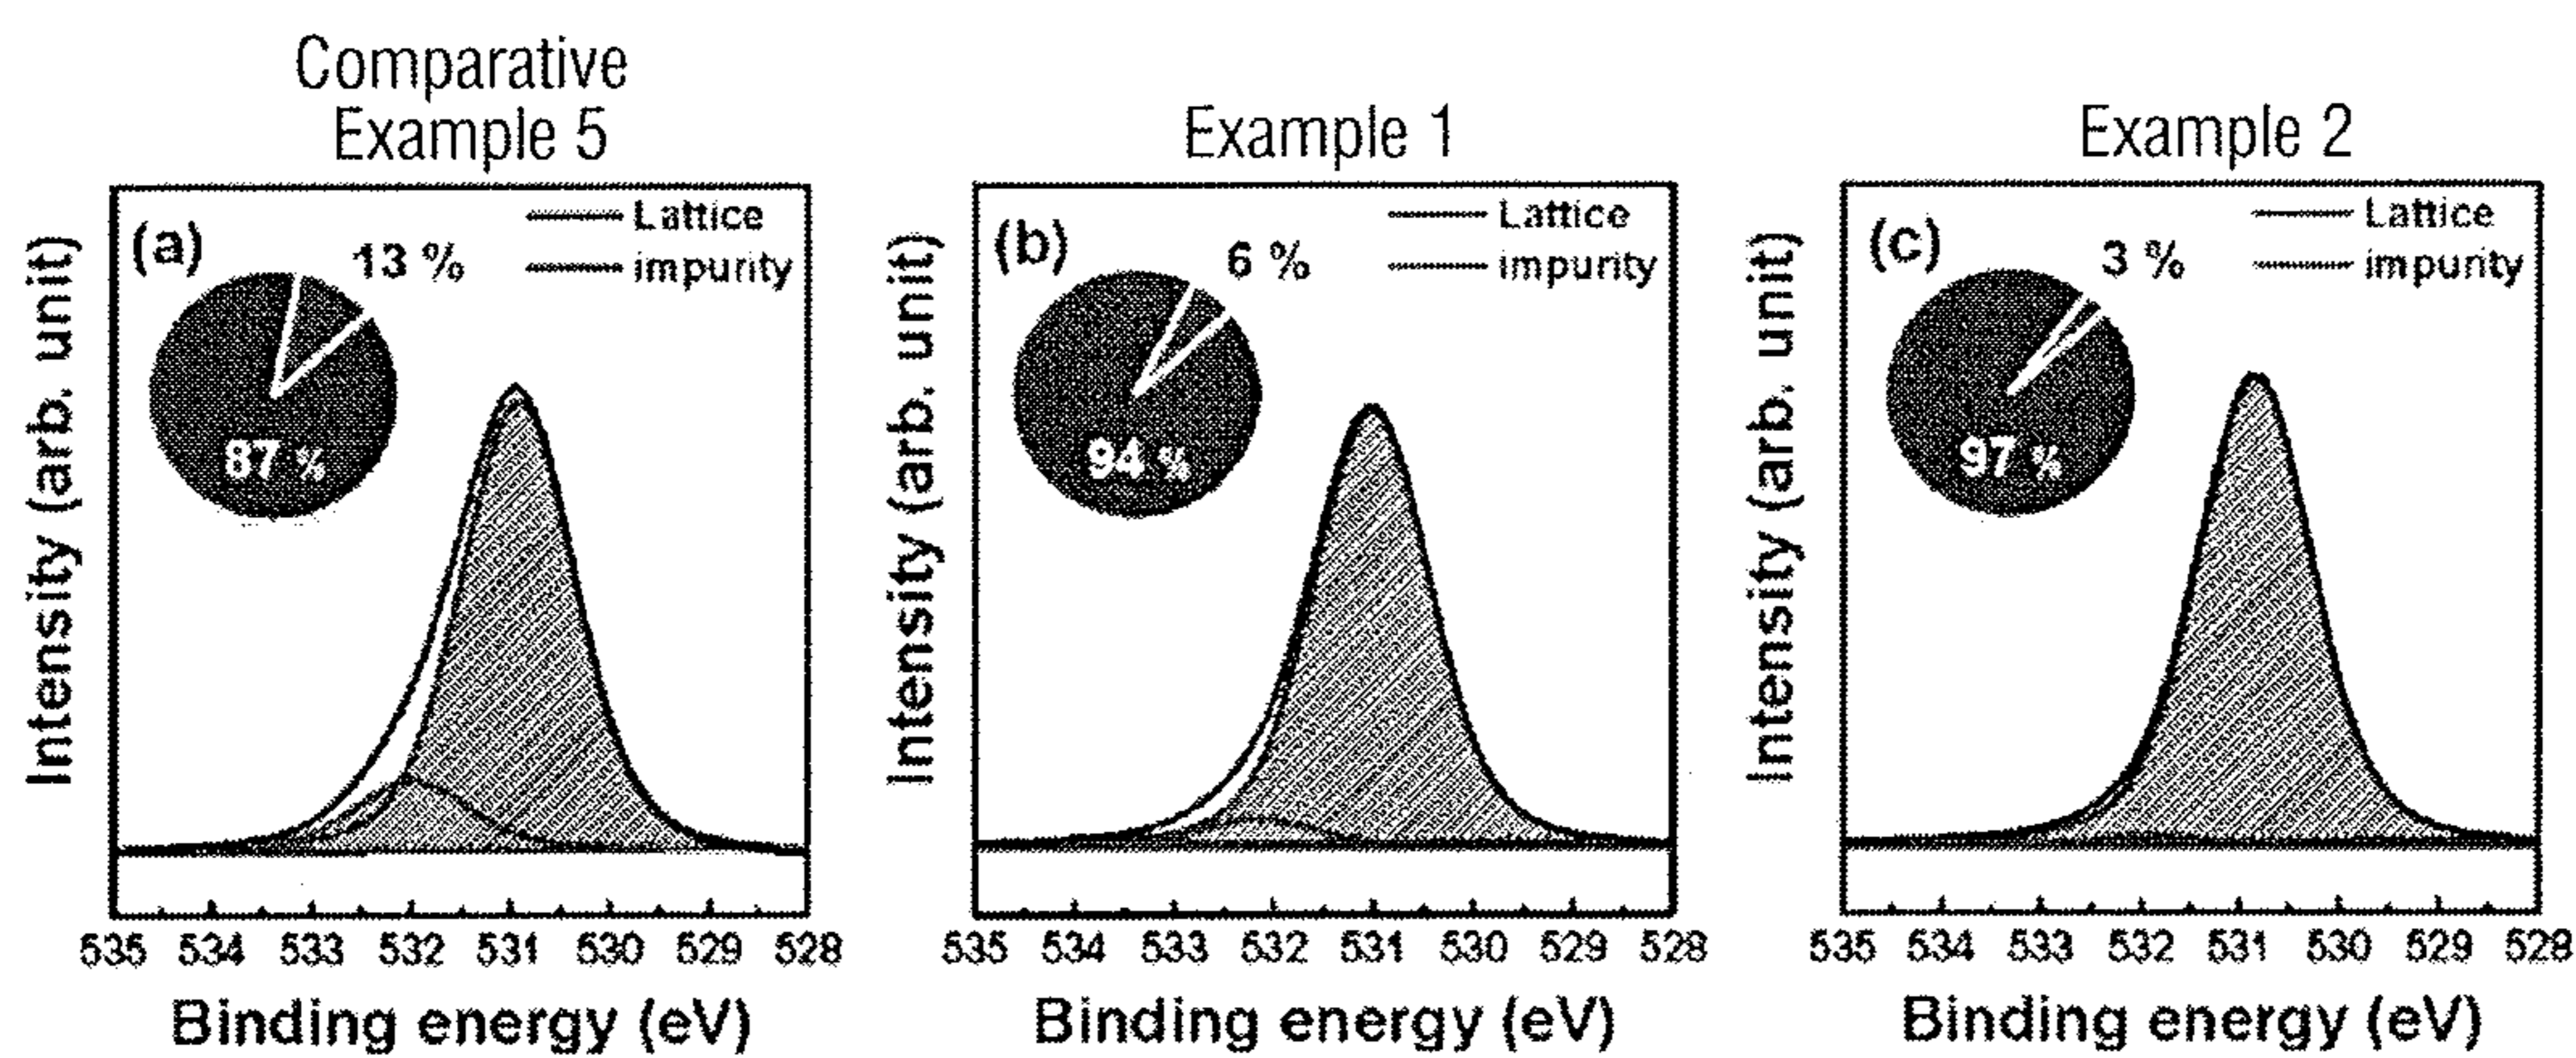 Comparative
Example 5
Example 1
Example 2
(a)
13 %
Lattice
impurity
87 %
Intensity (arb. unit)
535 534 533 532 531 530 529 528
Binding energy (eV)
(b)
6 %
Lattice
impurity
94 %
Intensity (arb. unit)
535 534 533 532 531 530 529 528
Binding energy (eV)
(c)
3 %
Lattice
impurity
97 %
Intensity (arb. unit)
535 534 533 532 531 530 529 528
Binding energy (eV)